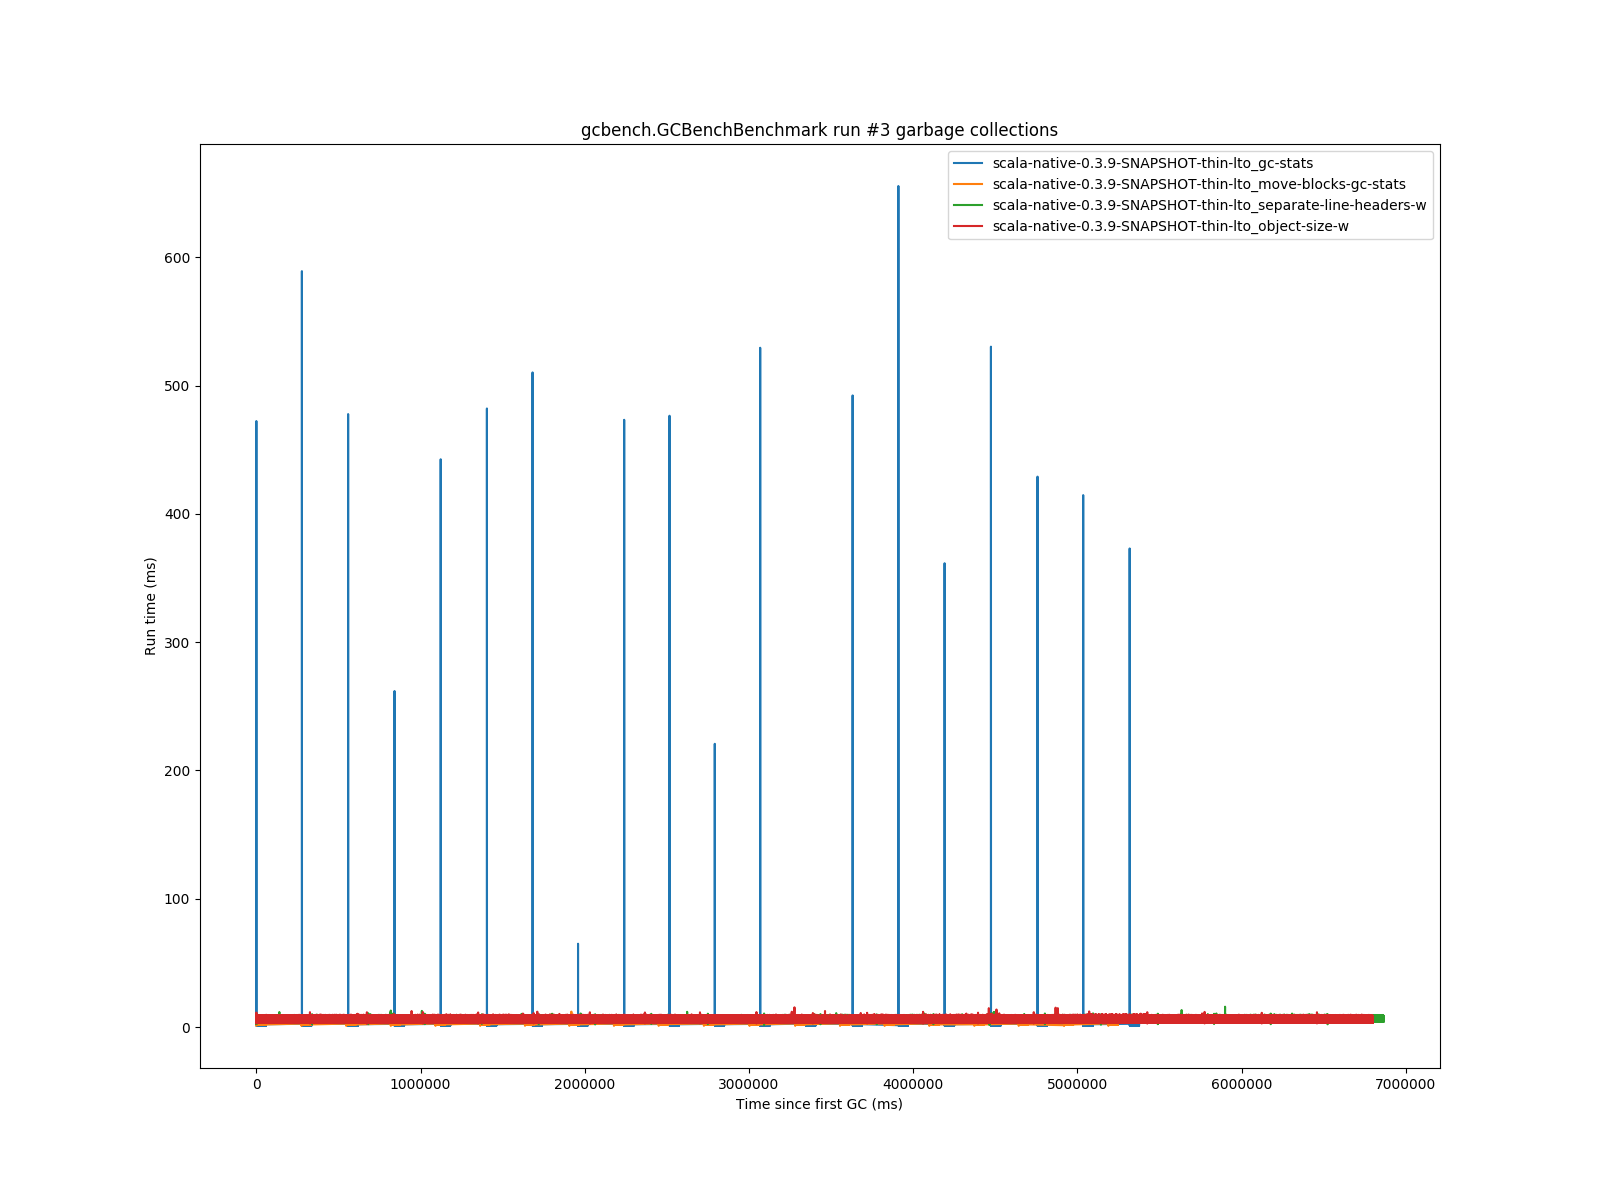 gcbench.GCBenchBenchmark run #3 garbage collections
scala-native-0.3.9-SNAPSHOT-thin-lto_gc-stats
scala-native-0.3.9-SNAPSHOT-thin-lto_move-blocks-gc-stats
scala-native-0.3.9-SNAPSHOT-thin-lto_separate-line-headers-w
scala-native-0.3.9-SNAPSHOT-thin-lto_object-size-w
600
500
400
300
200
100
0
Run time (ms)
0 1000000 2000000 3000000 4000000 5000000 6000000 7000000
Time since first GC (ms)